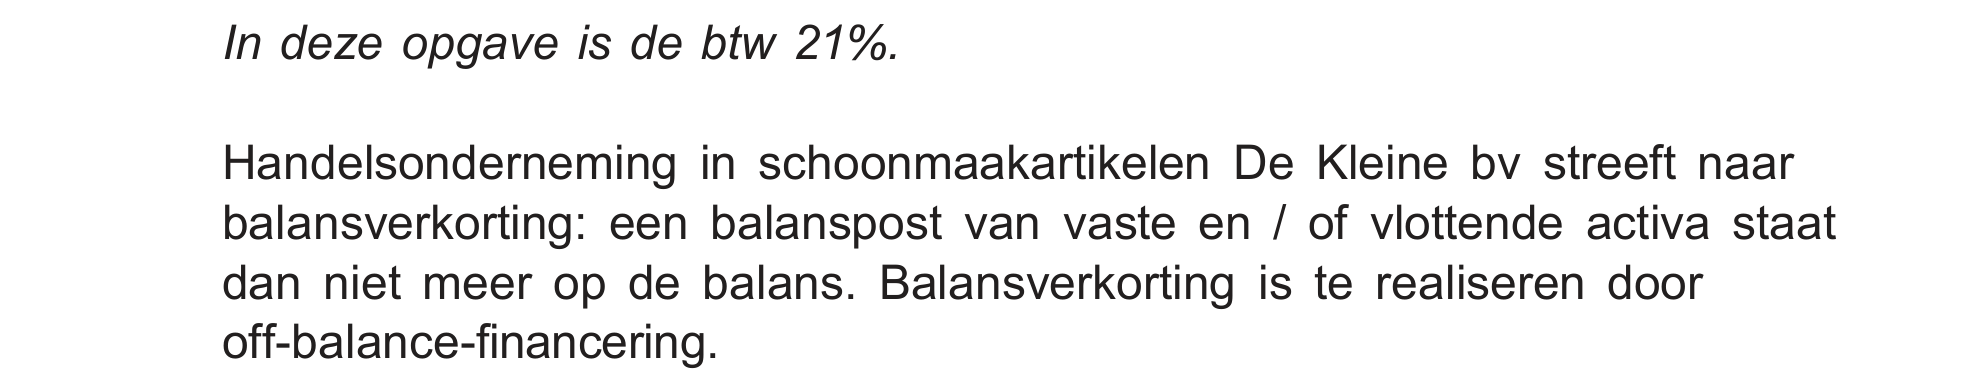 In deze opgave is de btw 21%.
Handelsonderneming in schoonmaakartikelen De Kleine bv streeft naar
balansverkorting: een balanspost van vaste en / of vlottende activa staat
dan niet meer op de balans. Balansverkorting is te realiseren door
off-balance-financering.